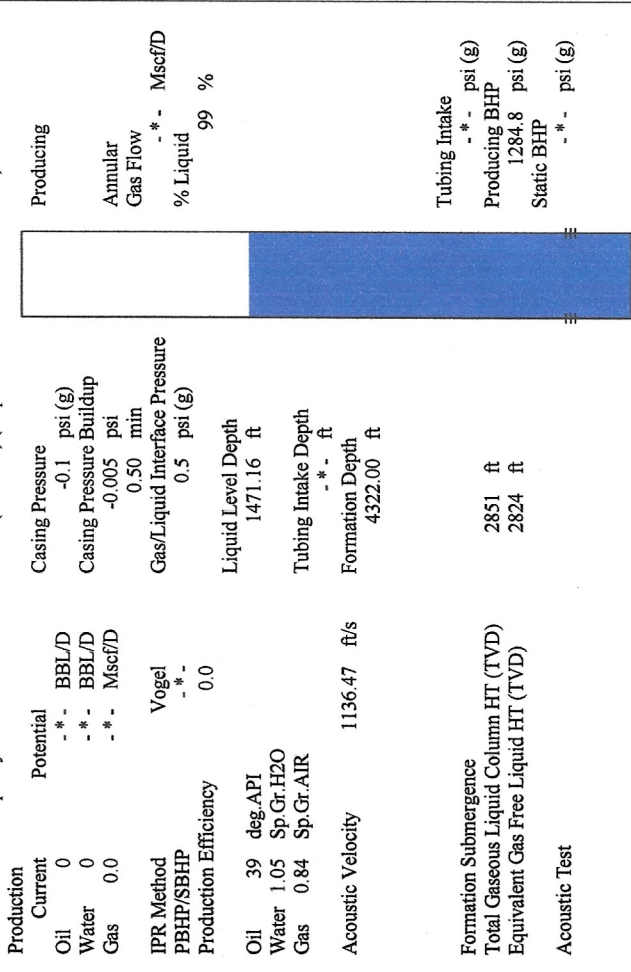 Production
Current Potential
Oil 0 - * - BBL/D
Water 0 - * - BBL/D
Gas 0.0 - * - Mscf/D
IPR Method Vogel
PBHP/SBHP - * -
Production Efficiency 0.0
Oil 39 deg.API
Water 1.05 Sp.Gr.H2O
Gas 0.84 Sp.Gr.AIR
Acoustic Velocity 1136.47 ft/s
Formation Submergence
Total Gaseous Liquid Column HT (TVD) 2851 ft
Equivalent Gas Free Liquid HT (TVD) 2824 ft
Acoustic Test
Casing Pressure
-0.1 psi (g)
Casing Pressure Buildup
-0.005 psi
0.50 min
Gas/Liquid Interface Pressure
0.5 psi (g)
Liquid Level Depth
1471.16 ft
Tubing Intake Depth
- * - ft
Formation Depth
4322.00 ft
Producing
Annular
Gas Flow
- * - Mscf/D
% Liquid
99 %
Tubing Intake
- * - psi (g)
Producing BHP
1284.8 psi (g)
Static BHP
- * - psi (g)